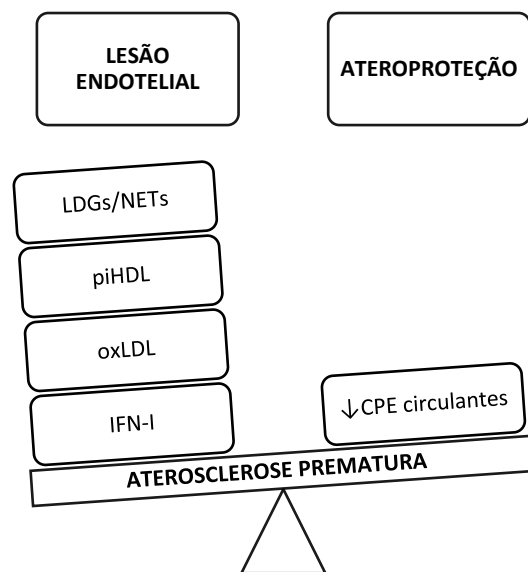 LESÃO
ENDOTELIAL
ATEROPROTEÇÃO
LDGs/NETs
piHDL
oxLDL
IFN-I
↓CPE circulantes
ATEROSCLEROSE PREMATURA